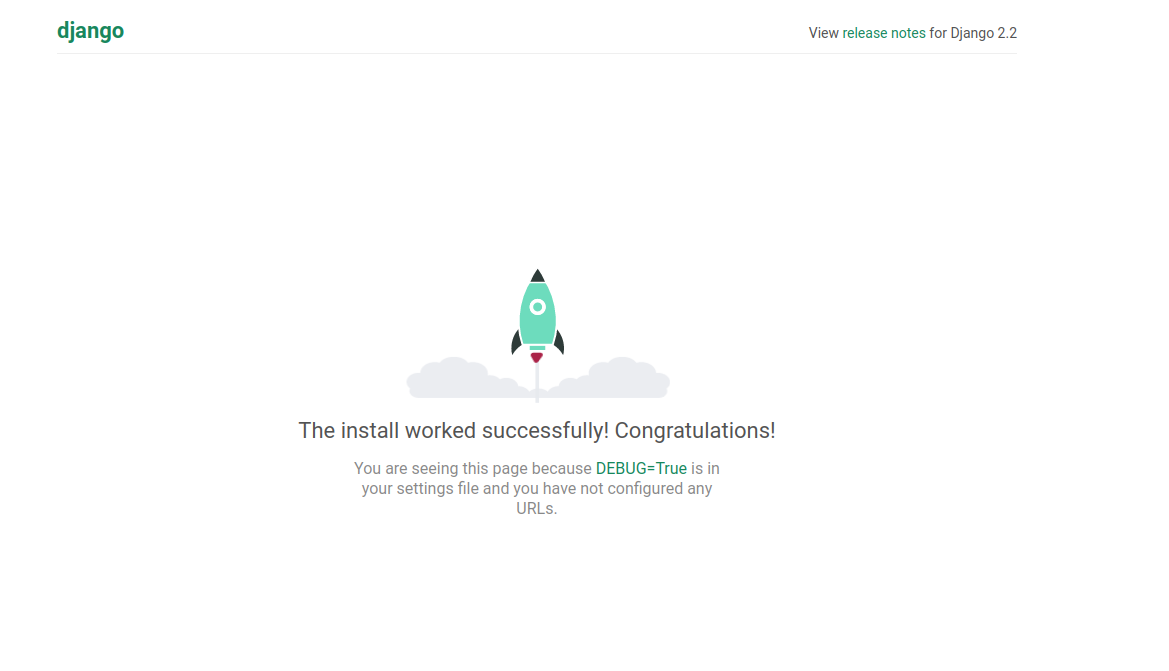 django
View release notes for Django 2.2
The install worked successfully! Congratulations!
You are seeing this page because DEBUG=True is in
your settings file and you have not configured any
URLs.